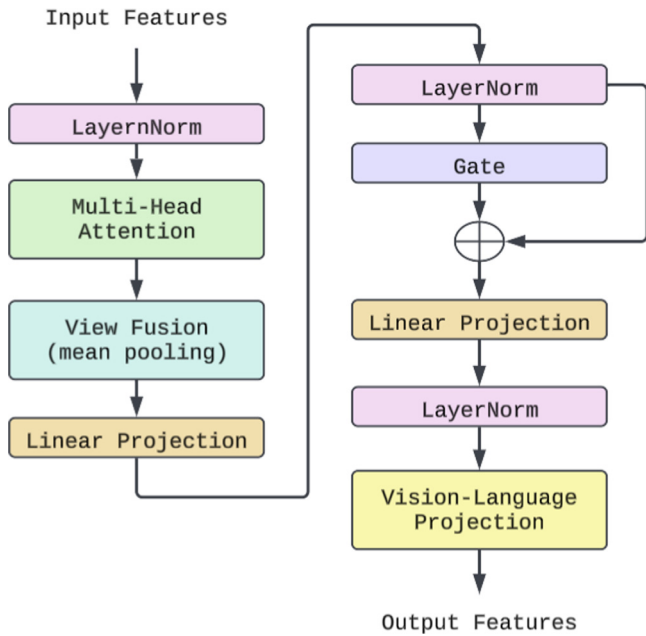 Input Features
LayernNorm
Multi-Head
Attention
View Fusion
(mean pooling)
Linear Projection
LayerNorm
Gate
Linear Projection
LayerNorm
Vision-Language
Projection
Output Features